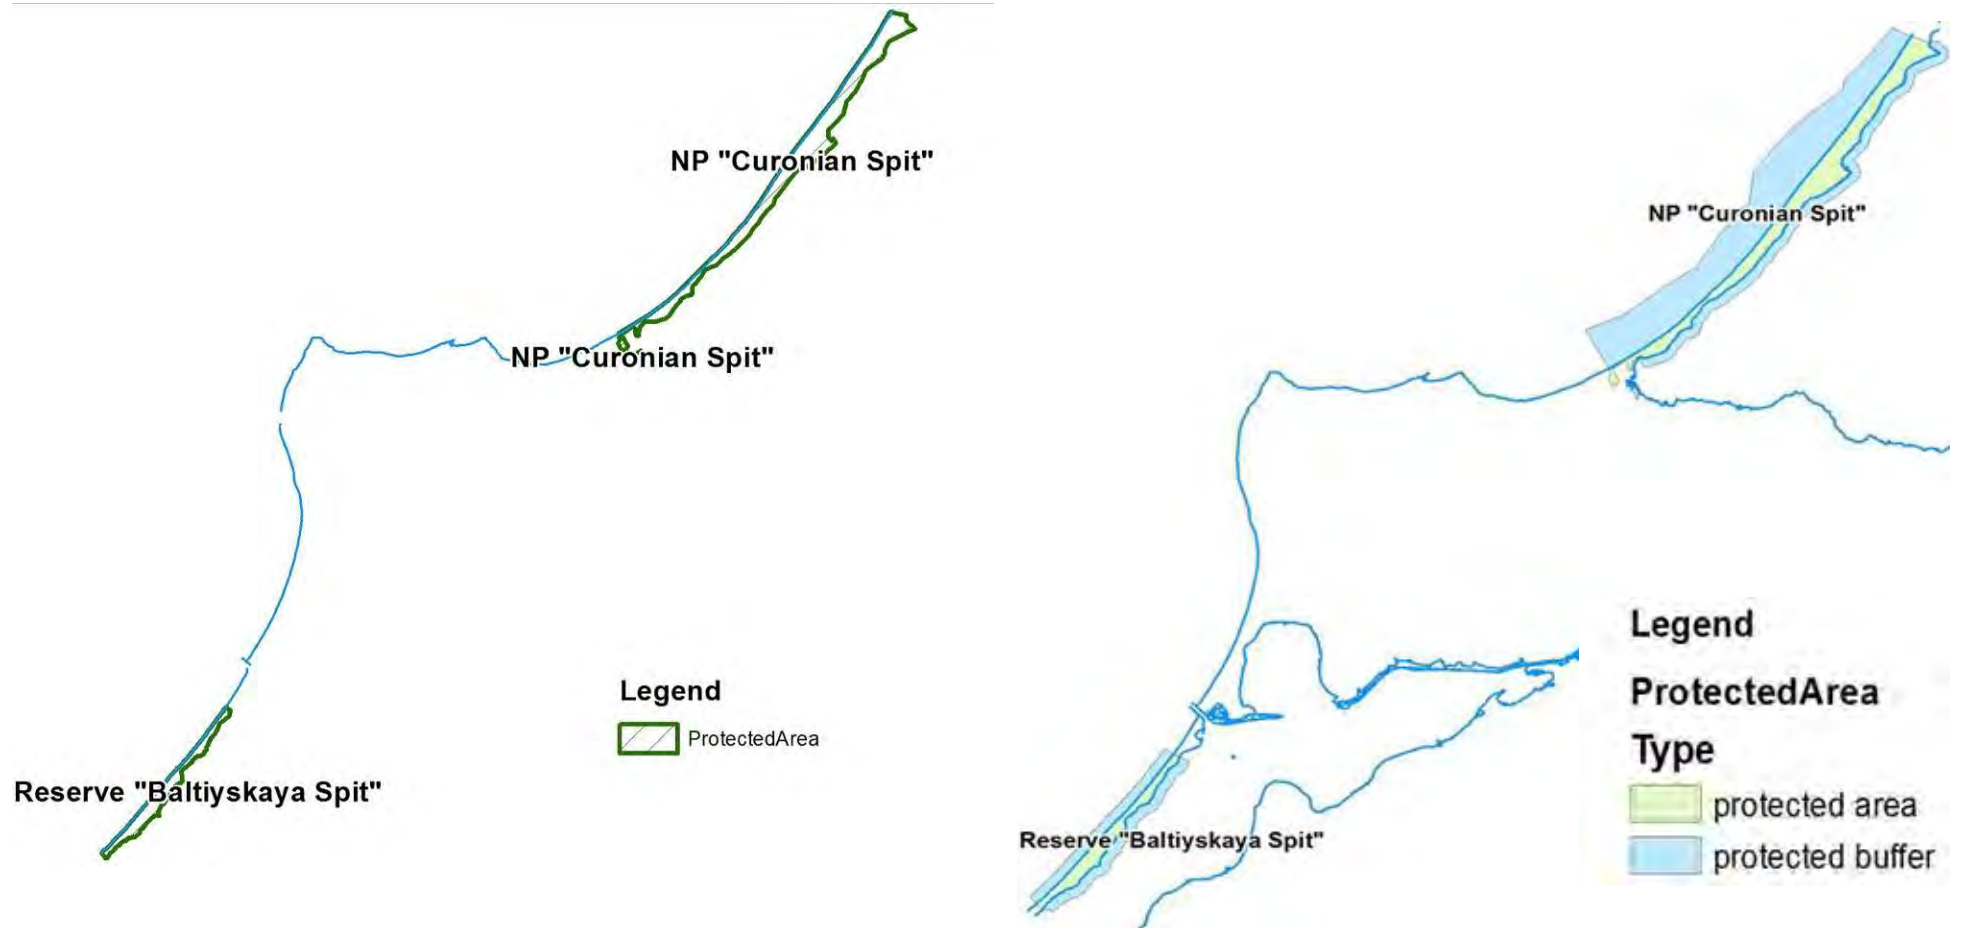 NP "Curonian Spit"
NP "Curonian Spit"
Reserve "Baltiyskaya Spit"
Legend
ProtectedArea
NP "Curonian Spit"
Reserve "Baltiyskaya Spit"
Legend
ProtectedArea
Type
protected area
protected buffer